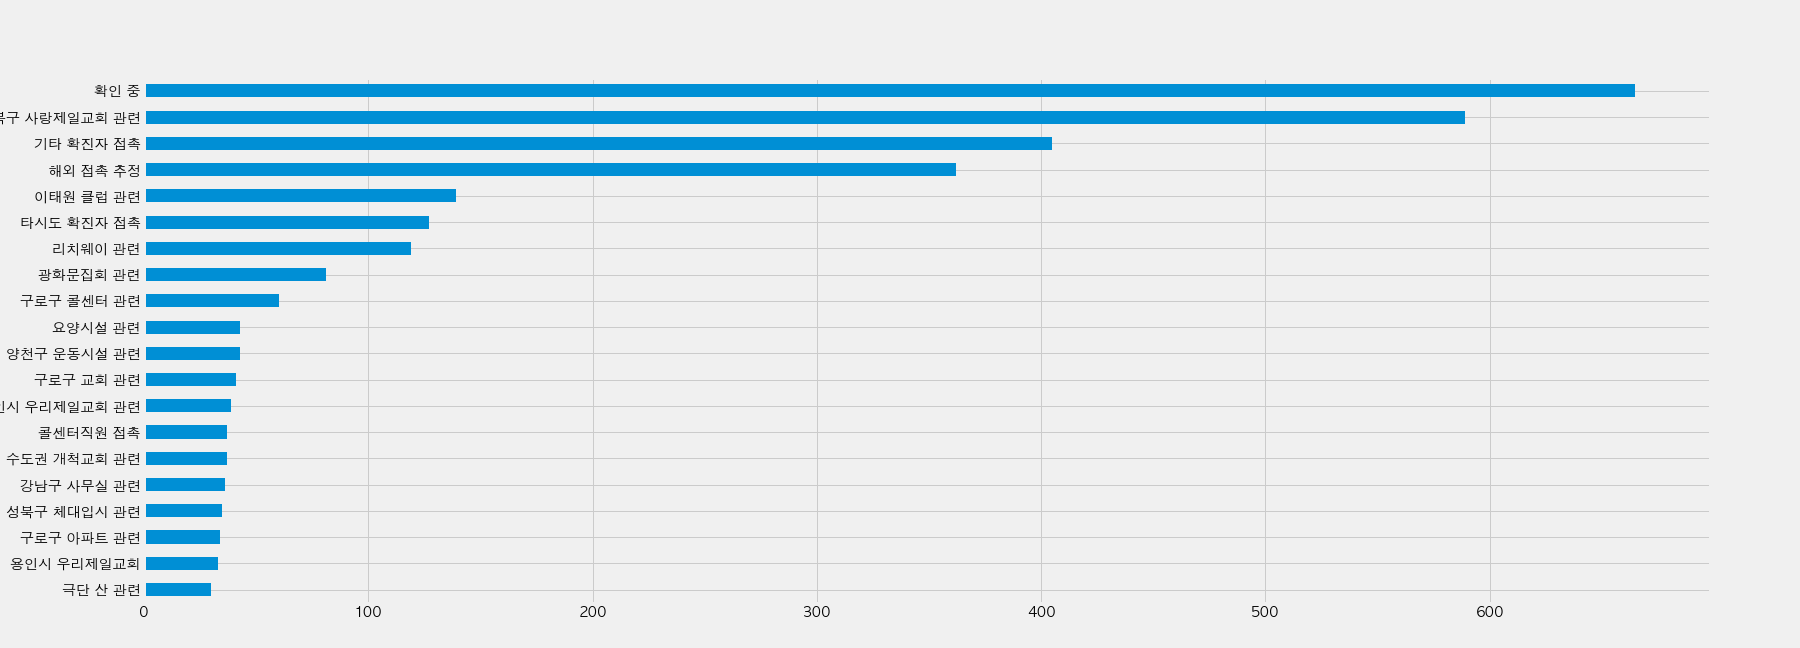 확인 중
구 사랑제일교회 관련
기타 확진자 접촉
해외 접촉 추정
이태원 클럽 관련
타시도 확진자 접촉
리치웨이 관련
광화문집회 관련
구로구 콜센터 관련
요양시설 관련
양천구 운동시설 관련
구로구 교회 관련
인시 우리제일교회 관련
콜센터직원 접촉
수도권 개척교회 관련
강남구 사무실 관련
성북구 체대입시 관련
구로구 아파트 관련
용인시 우리제일교회
극단 산 관련
0 100 200 300 400 500 600